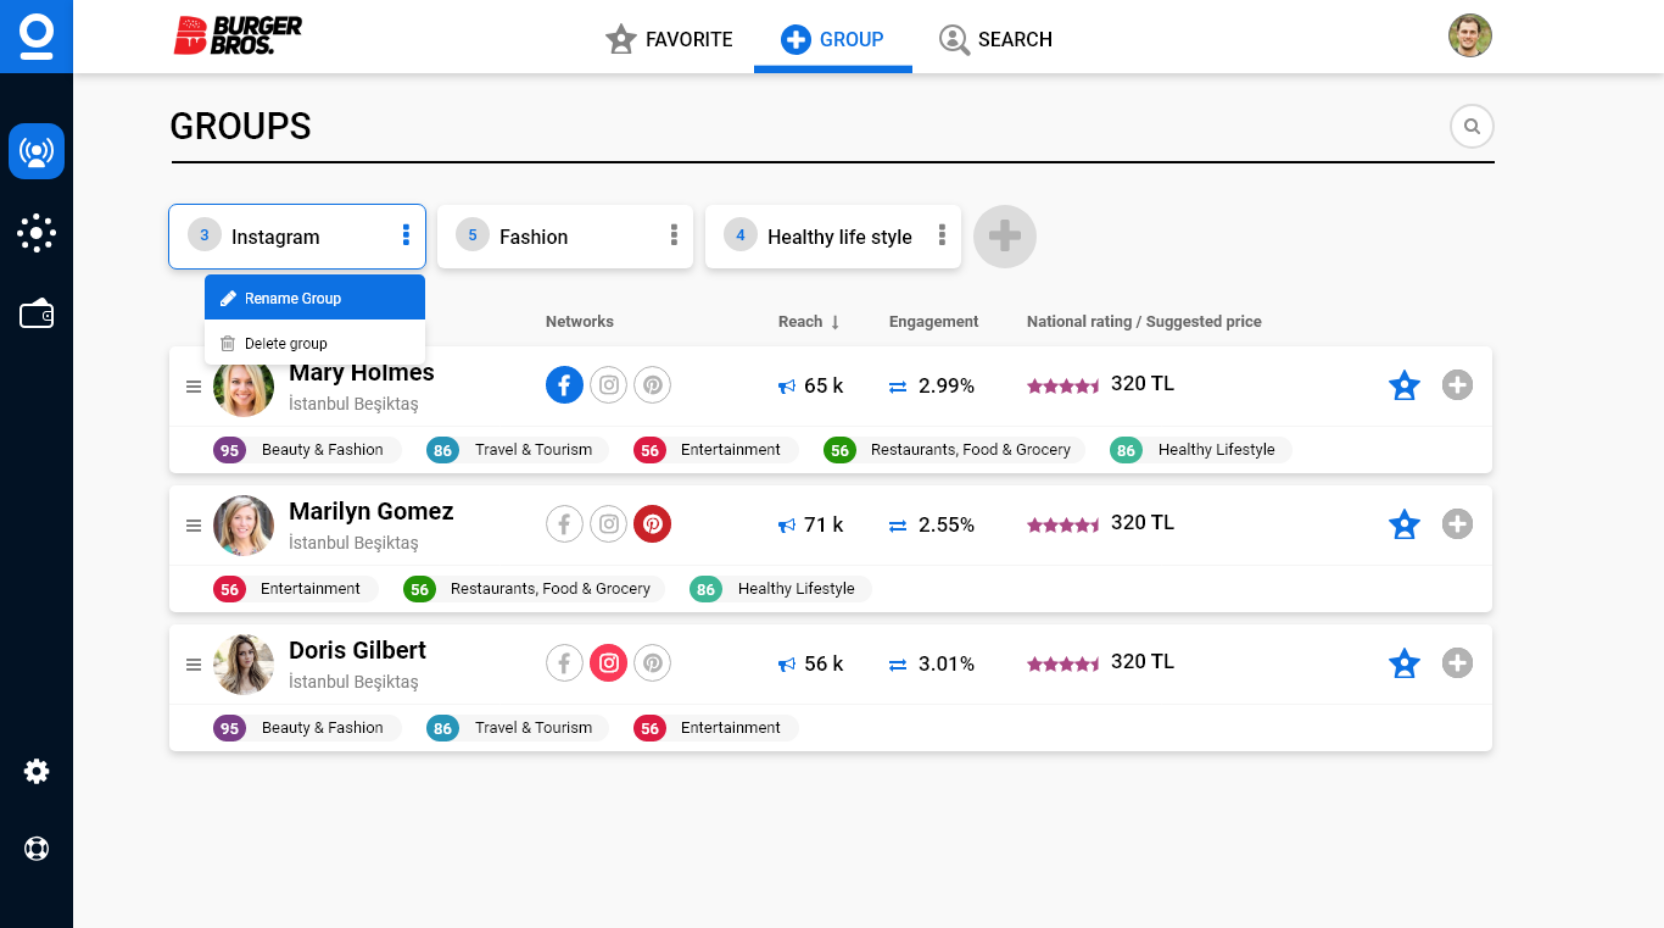 BURGER
BROS.
FAVORITE
GROUP
SEARCH
GROUPS
3 Instagram
5 Fashion
4 Healthy life style
Rename Group
Delete group
Networks
Reach
Engagement
National rating / Suggested price
Mary Holmes
İstanbul Beşiktaş
65 k
2.99%
320 TL
95 Beauty & Fashion
86 Travel & Tourism
56 Entertainment
56 Restaurants, Food & Grocery
86 Healthy Lifestyle
Marilyn Gomez
İstanbul Beşiktaş
71 k
2.55%
320 TL
56 Entertainment
56 Restaurants, Food & Grocery
86 Healthy Lifestyle
Doris Gilbert
İstanbul Beşiktaş
56 k
3.01%
320 TL
95 Beauty & Fashion
86 Travel & Tourism
56 Entertainment